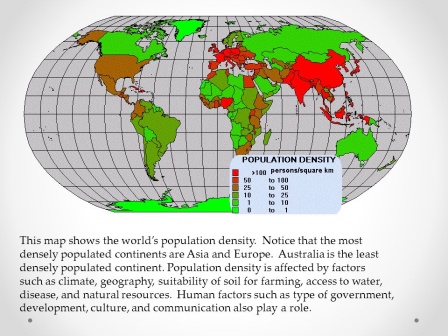 POPULATION DENSITY
>100 persons/square km
50 to 100
25 to 50
10 to 25
1 to 10
0 to 1
This map shows the world's population density. Notice that the most
densely populated continents are Asia and Europe. Australia is the least
densely populated continent. Population density is affected by factors
such as climate, geography, suitability of soil for farming, access to water,
disease, and natural resources. Human factors such as type of government,
development, culture, and communication also play a role.